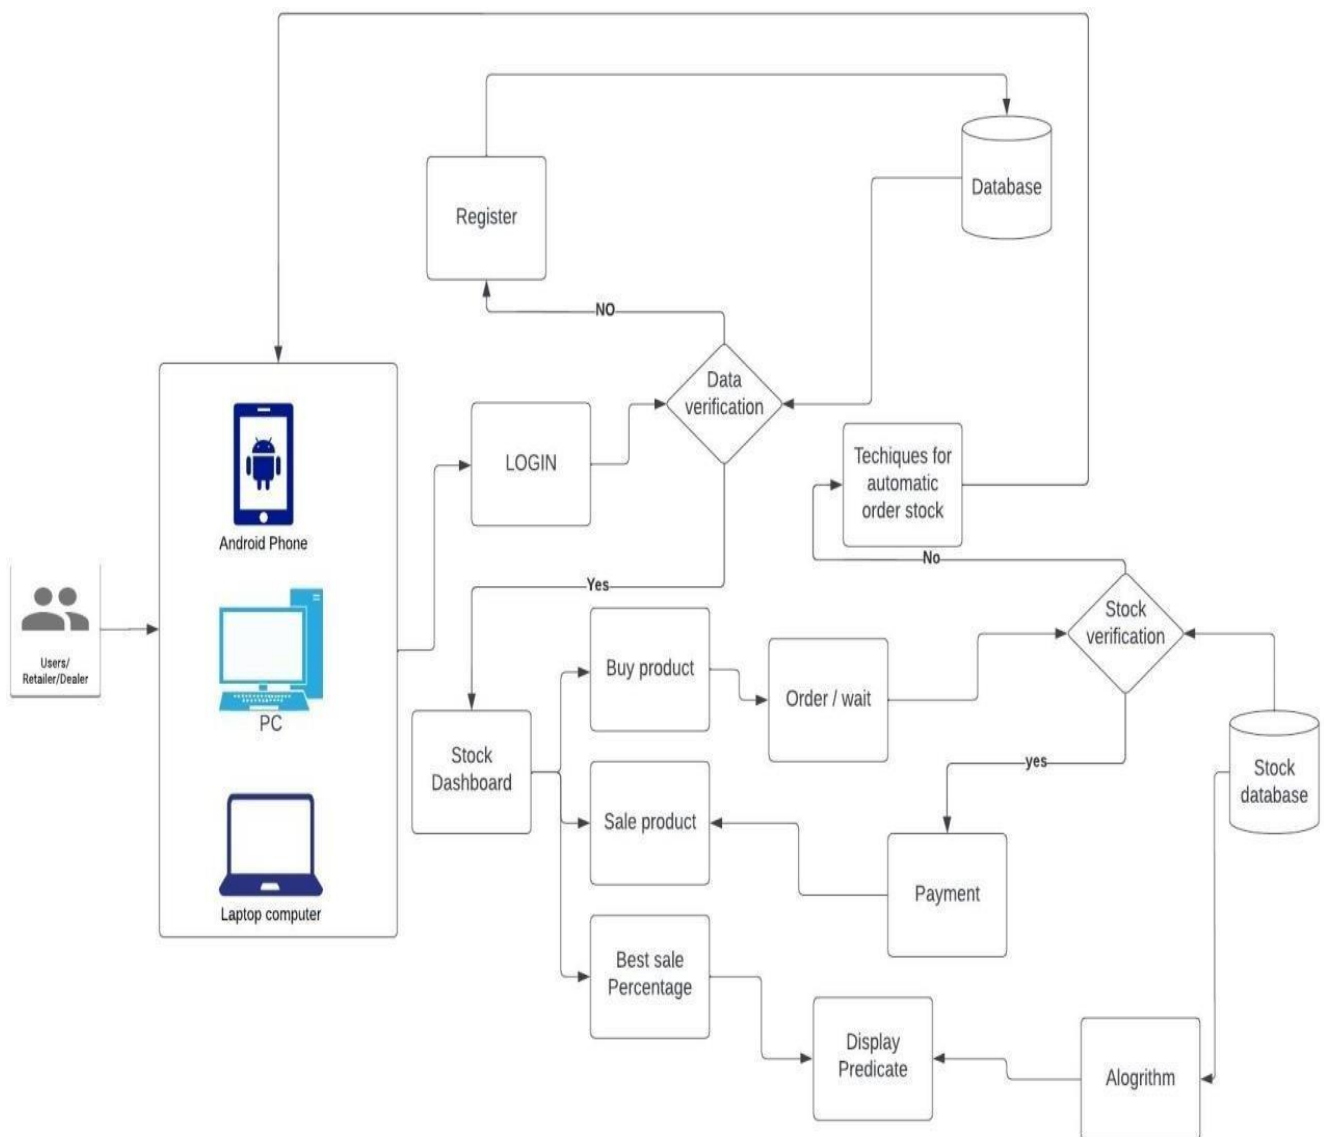 Register
Database
NO
Data
verification
LOGIN
Techiques for
automatic
order stock
No
Android Phone
Yes
Stock
verification
Users/
Retailer/Dealer
Buy product
Order / wait
PC
Stock
Dashboard
yes
Stock
database
Sale product
Payment
Laptop computer
Best sale
Percentage
Display
Predicate
Alogrithm